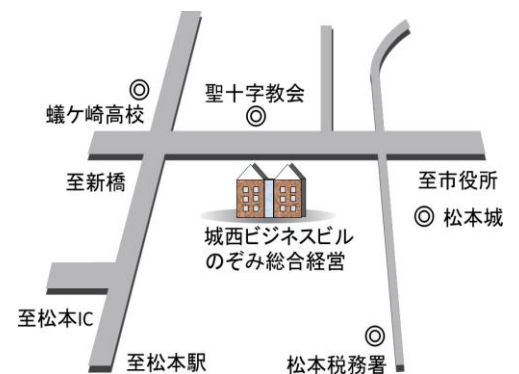 聖十字教会
蟻ケ崎高校
至新橋
至市役所
松本城
城西ビジネスビル
のぞみ総合経営
至松本IC
至松本駅
松本税務署